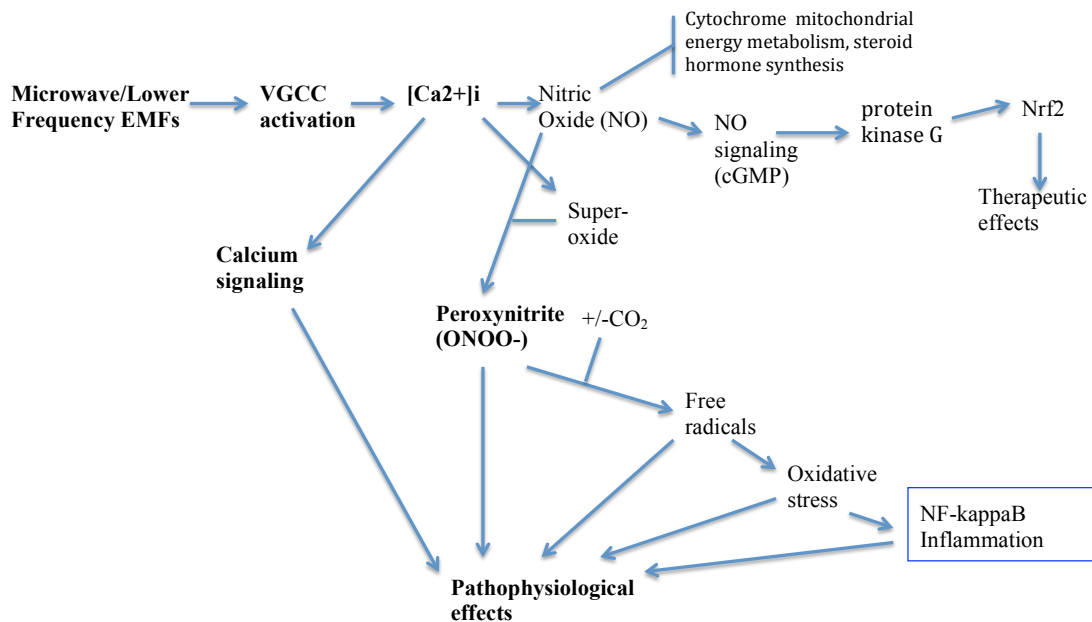 Cytochrome mitochondrial
energy metabolism, steroid
hormone synthesis
Microwave/Lower
Frequency EMFs
VGCC
activation
[Ca2+]i
Nitric
Oxide (NO)
NO
signaling
(cGMP)
protein
kinase G
Nrf2
Therapeutic
effects
Super-
oxide
Calcium
signaling
Peroxynitrite
(ONOO-)
+/-CO₂
Free
radicals
Oxidative
stress
NF-kappaB
Inflammation
Pathophysiological
effects